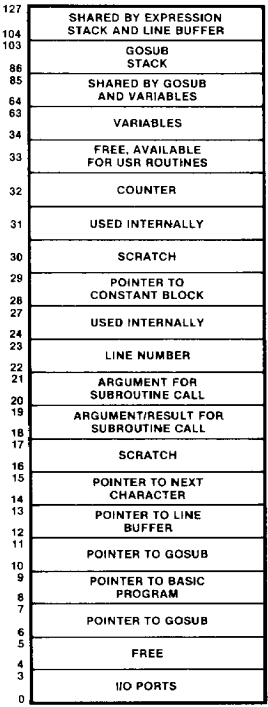 127
SHARED BY EXPRESSION
STACK AND LINE BUFFER
104
103
GOSUB
STACK
86
85
SHARED BY GOSUB
AND VARIABLES
64
63
VARIABLES
34
33
FREE, AVAILABLE
FOR USR ROUTINES
32
COUNTER
31
USED INTERNALLY
30
SCRATCH
29
POINTER TO
CONSTANT BLOCK
28
27
USED INTERNALLY
24
23
LINE NUMBER
22
21
ARGUMENT FOR
SUBROUTINE CALL
20
19
ARGUMENT/RESULT FOR
SUBROUTINE CALL
18
17
SCRATCH
16
15
POINTER TO NEXT
CHARACTER
14
13
POINTER TO LINE
BUFFER
12
11
POINTER TO GOSUB
10
9
POINTER TO BASIC
PROGRAM
8
7
POINTER TO GOSUB
6
5
FREE
4
3
I/O PORTS
0